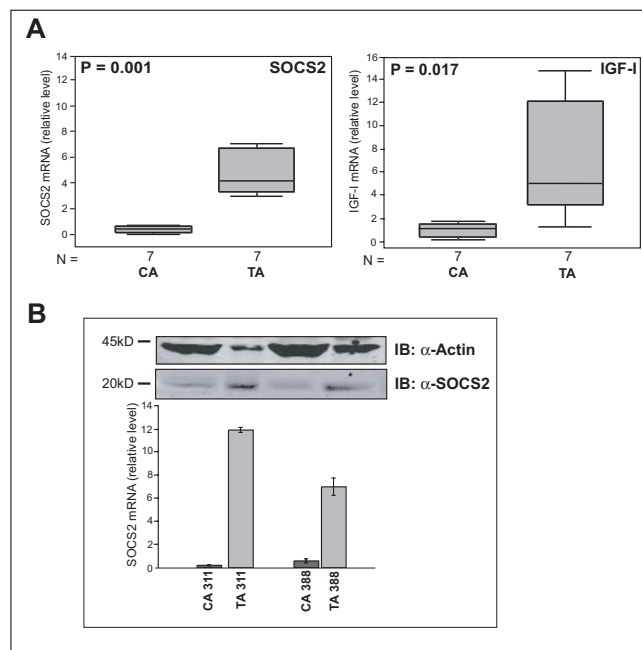 A
P = 0.001 SOCS2
SOCS2 mRNA (relative level)
14
12
10
8
6
4
2
0
N = 7 7
CA TA
P = 0.017 IGF-I
IGF-I mRNA (relative level)
16
14
12
10
8
6
4
2
0
N = 7 7
CA TA
B
45kD
IB: α-Actin
20kD
IB: α-SOCS2
SOCS2 mRNA (relative level)
14
12
10
8
6
4
2
0
CA 311
TA 311
CA 388
TA 388